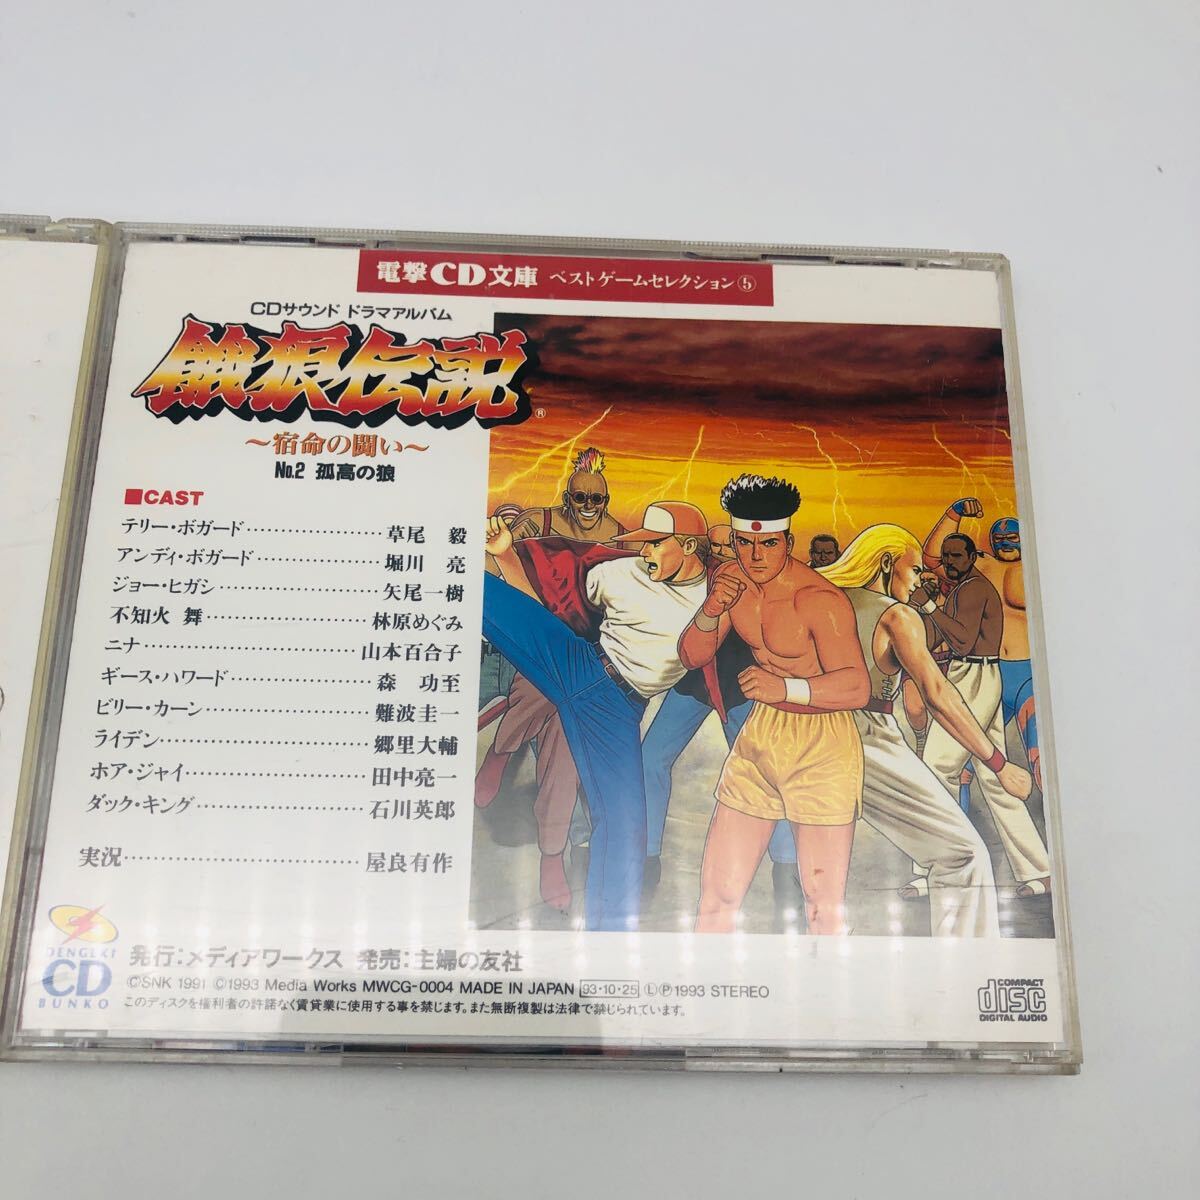 電撃CD文庫 ベストゲームセレクション⑤
CDサウンド ドラマアルバム
餓狼伝説®
～宿命の闘い～
No.2 孤高の狼
■CAST
テリー・ボガード……………草尾 毅
アンディ・ボガード……………堀川 亮
ジョー・ヒガシ………………矢尾一樹
不知火 舞………………林原めぐみ
ニナ……………………山本百合子
ギース・ハワード……………森 功至
ビリー・カーン………………難波圭一
ライデン……………………郷里大輔
ホア・ジャイ…………………田中亮一
ダック・キング………………石川英郎
実況…………………………屋良有作
DENGEKI
CD
BUNKO
発行:メディアワークス 発売:主婦の友社
©SNK 1991 ©1993 Media Works MWCG-0004 MADE IN JAPAN 93・10・25 ⓁⓅ1993 STEREO
このディスクを権利者の許諾なく賃貸業に使用する事を禁じます。また無断複製は法律で禁じられています。
COMPACT
disc
DIGITAL AUDIO